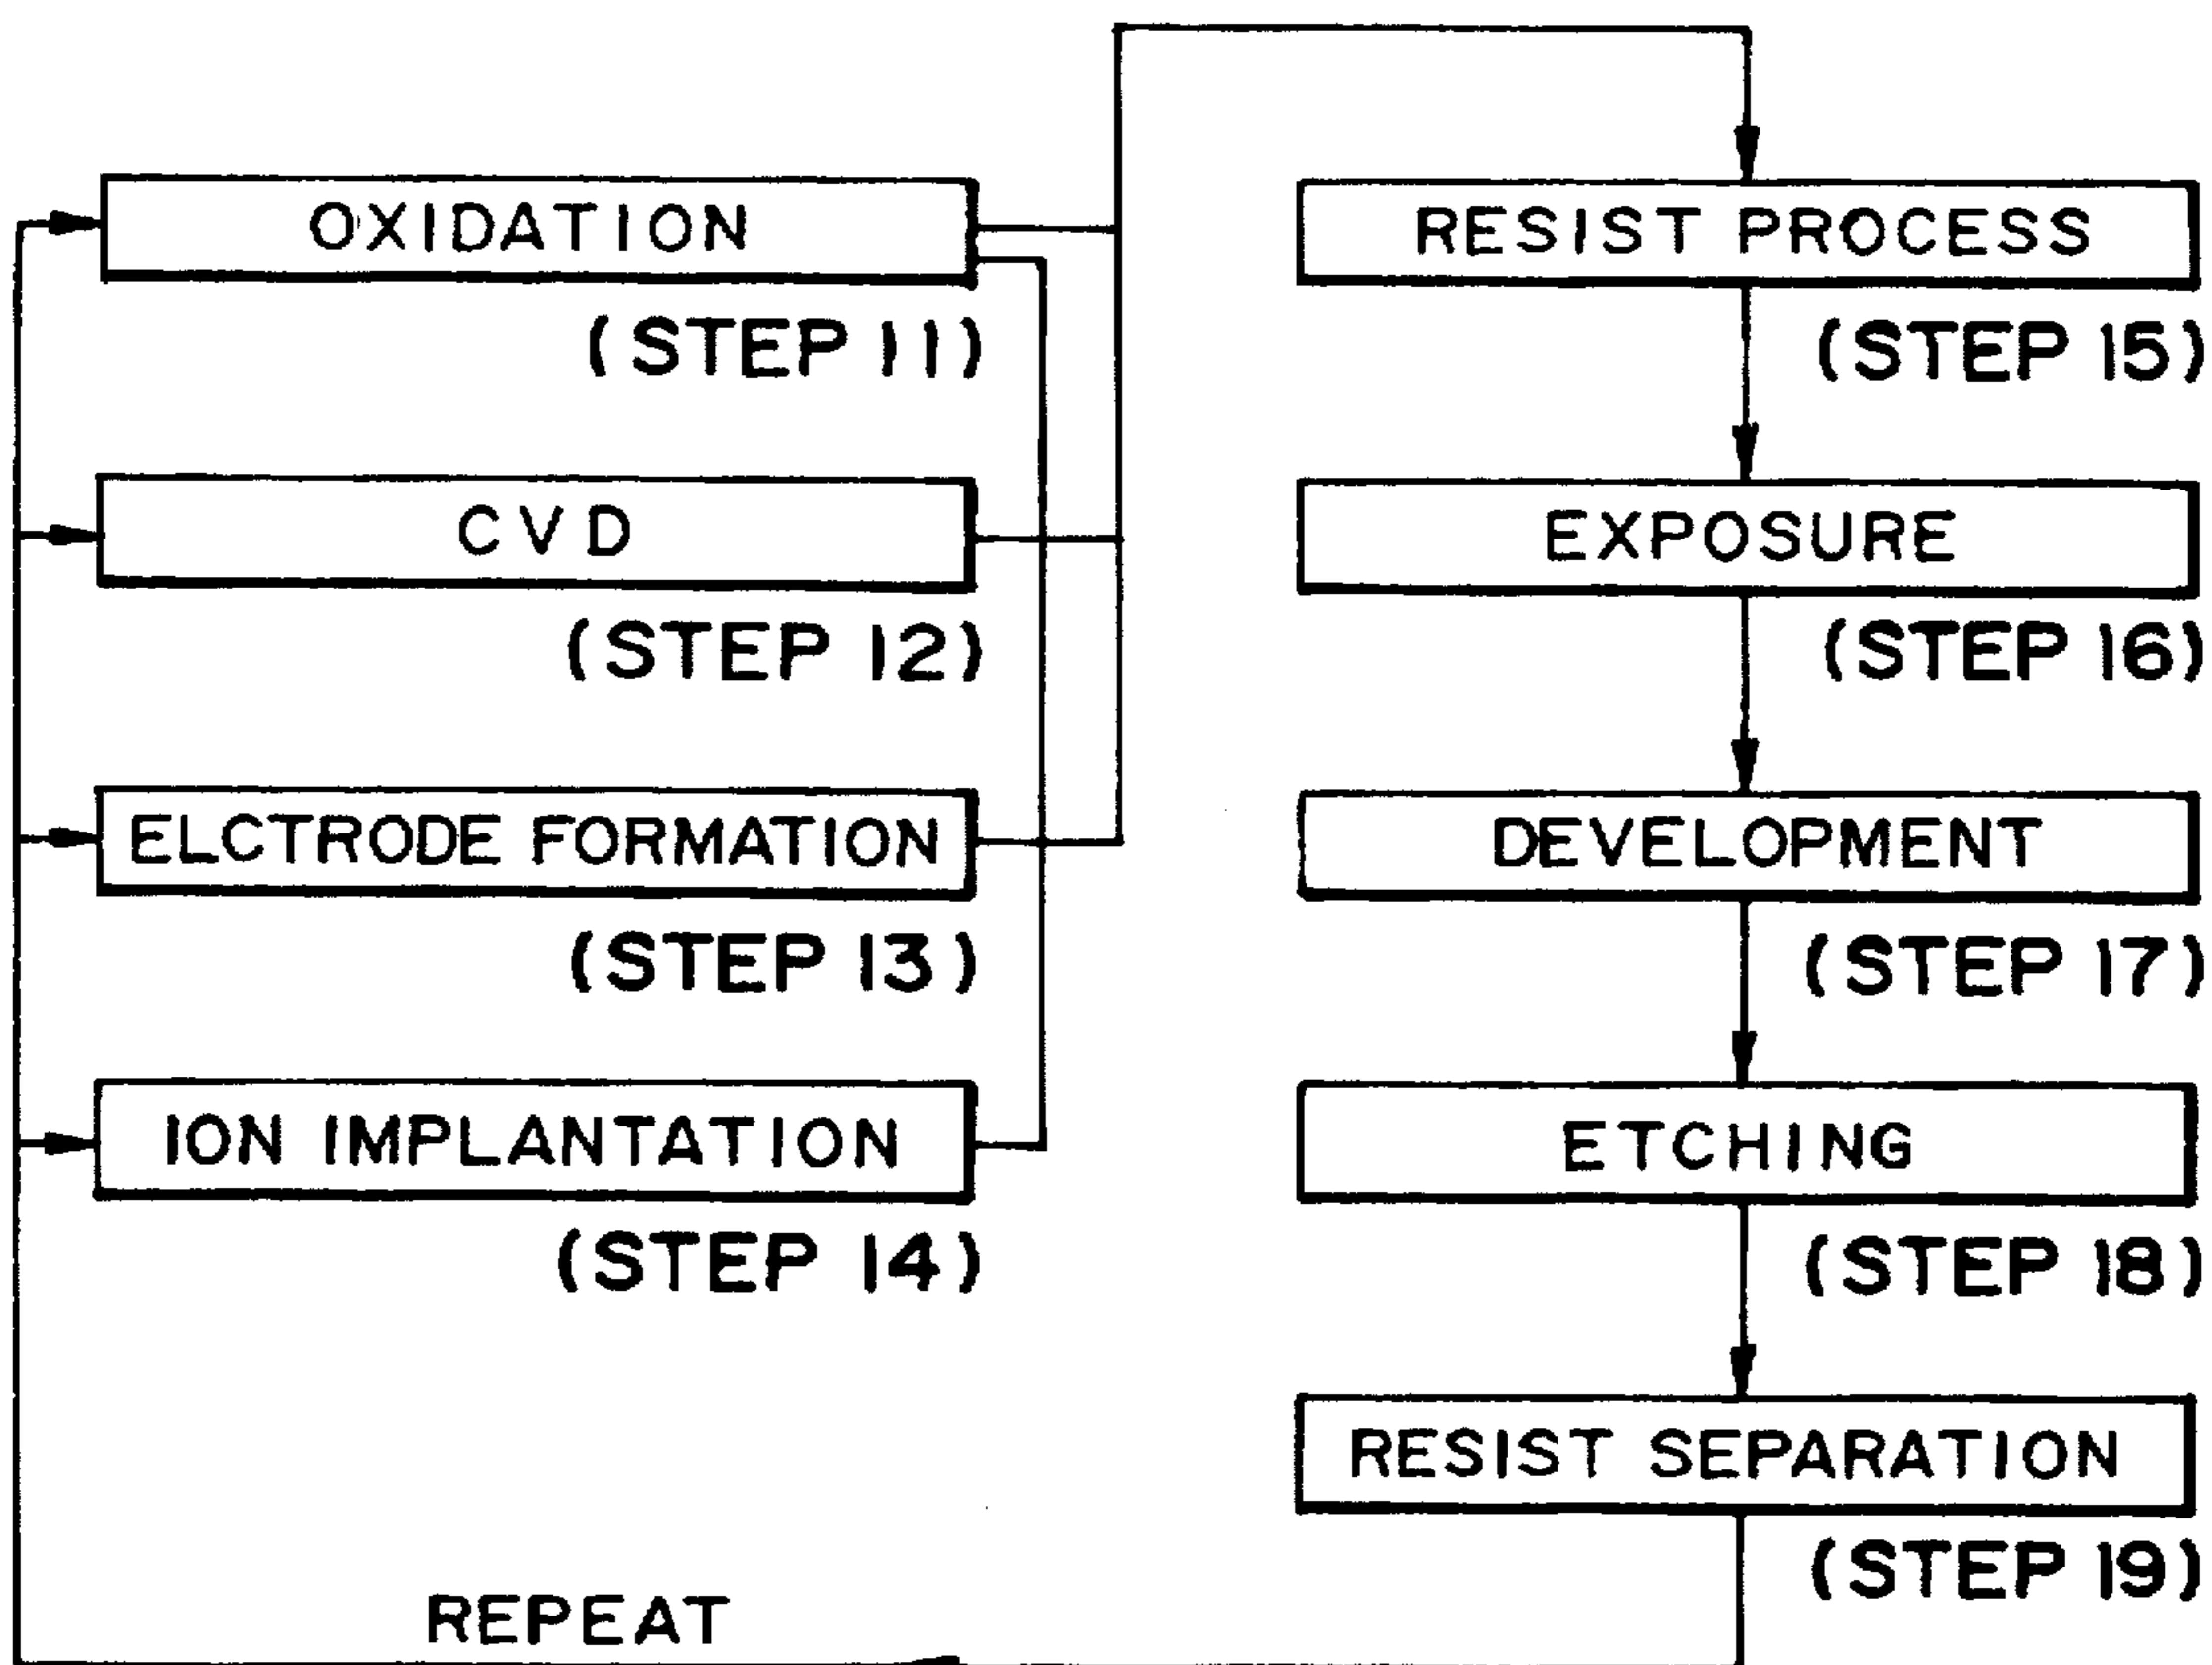 OXIDATION
(STEP 11)
CVD
(STEP 12)
ELCTRODE FORMATION
(STEP 13)
ION IMPLANTATION
(STEP 14)
RESIST PROCESS
(STEP 15)
EXPOSURE
(STEP 16)
DEVELOPMENT
(STEP 17)
ETCHING
(STEP 18)
RESIST SEPARATION
(STEP 19)
REPEAT